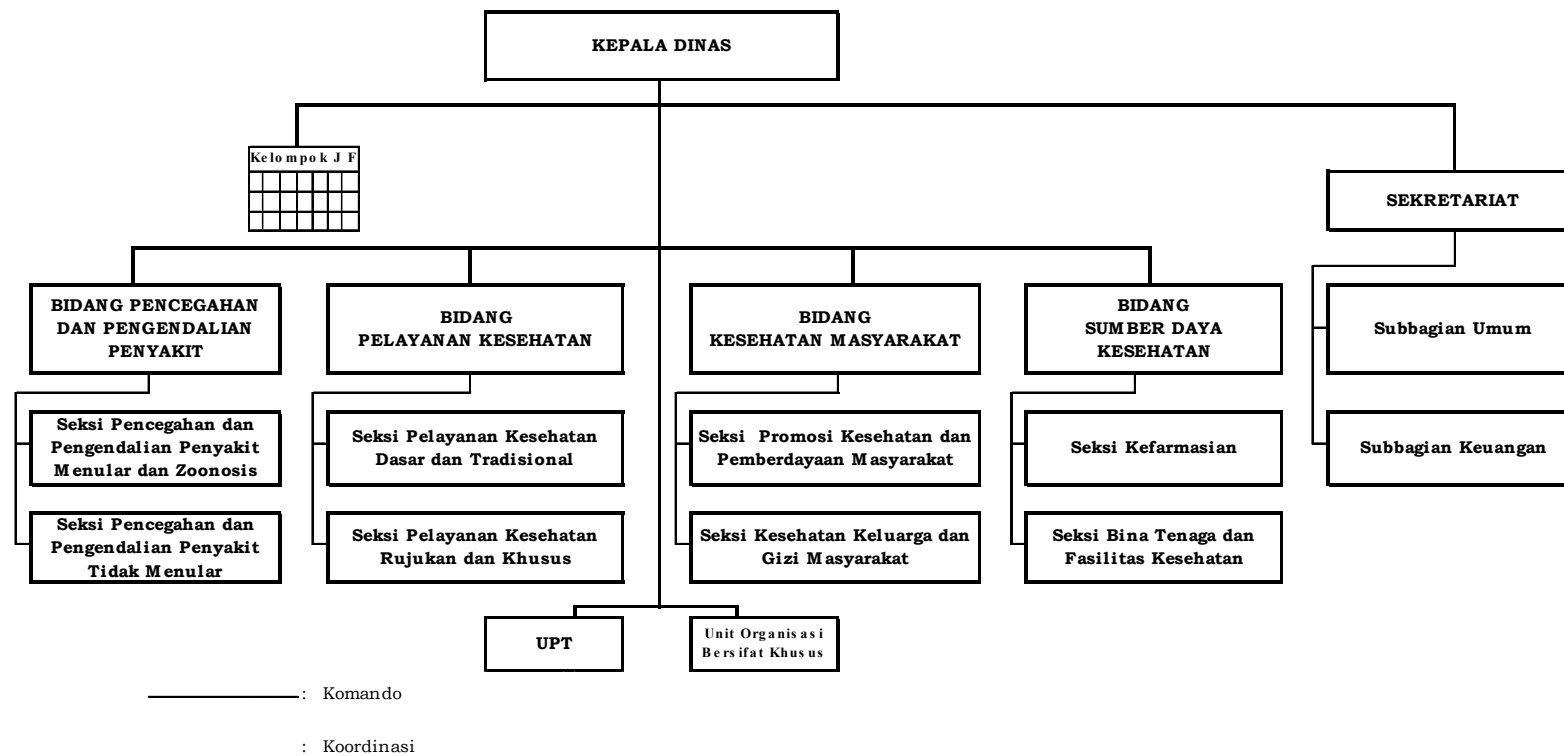 KEPALA DINAS
Kelompok J F
SEKRETARIAT
BIDANG PENCEGAHAN
DAN PENGENDALIAN
PENYAKIT
BIDANG
PELAYANAN KESEHATAN
BIDANG
KESEHATAN MASYARAKAT
BIDANG
SUMBER DAYA
KESEHATAN
Subbagian Umum
Seksi Pencegahan dan
Pengendalian Penyakit
Menular dan Zoonosis
Seksi Pelayanan Kesehatan
Dasar dan Tradisional
Seksi Promosi Kesehatan dan
Pemberdayaan Masyarakat
Seksi Kefarmasian
Subbagian Keuangan
Seksi Pencegahan dan
Pengendalian Penyakit
Tidak Menular
Seksi Pelayanan Kesehatan
Rujukan dan Khusus
Seksi Kesehatan Keluarga dan
Gizi Masyarakat
Seksi Bina Tenaga dan
Fasilitas Kesehatan
UPT
Unit Organisasi
Bersifat Khusus
: Komando
: Koordinasi